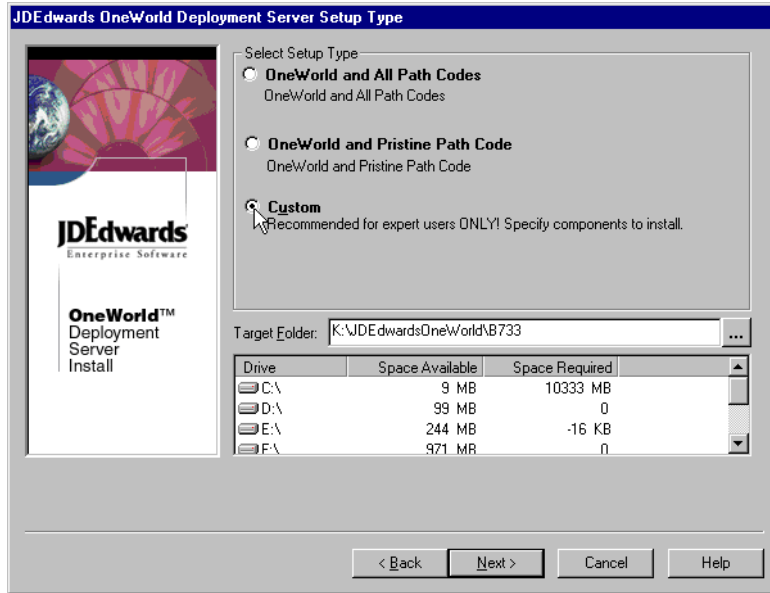 JDEdwards OneWorld Deployment Server Setup Type
Select Setup Type
OneWorld and All Path Codes
OneWorld and All Path Codes
OneWorld and Pristine Path Code
OneWorld and Pristine Path Code
Custom
Recommended for expert users ONLY! Specify components to install.
JDEdwards
Enterprise Software
OneWorld™
Deployment
Server
Install
Target Folder: K:\JDEdwardsOneWorld\B733 ...
Drive Space Available Space Required
C:\ 9 MB 10333 MB
D:\ 99 MB 0
E:\ 244 MB -16 KB
F:\ 971 MB 0
< Back Next > Cancel Help